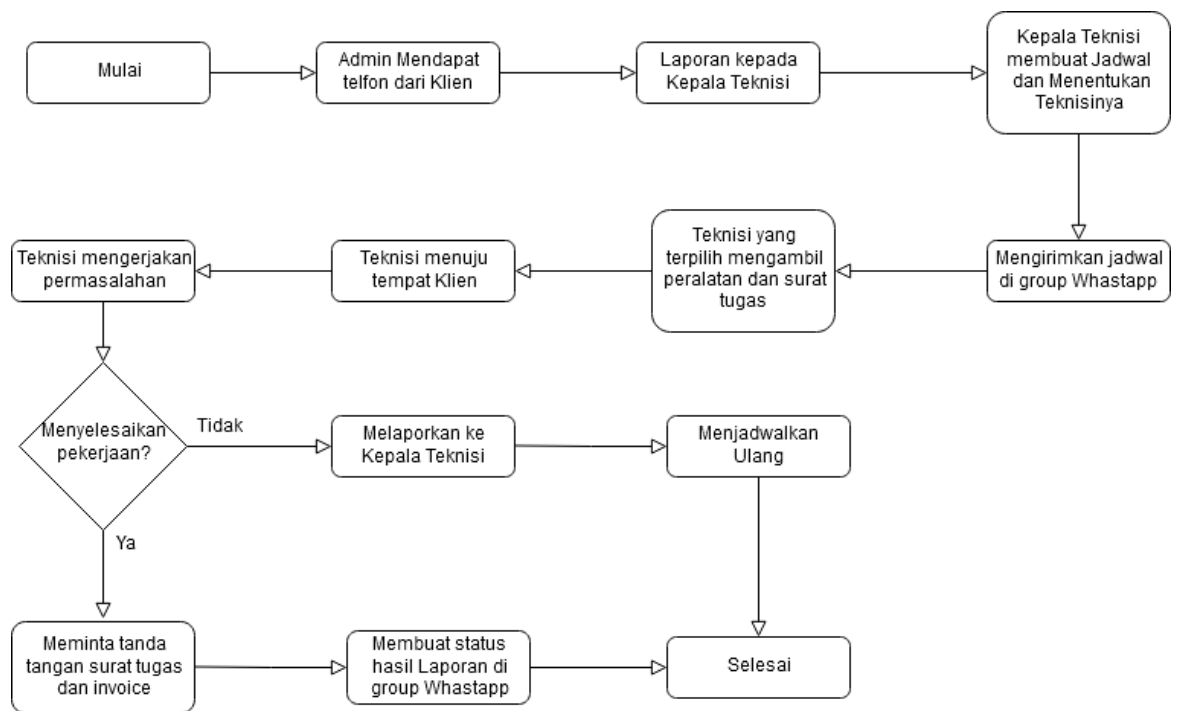 Mulai
Admin Mendapat
telfon dari Klien
Laporan kepada
Kepala Teknisi
Kepala Teknisi
membuat Jadwal
dan Menentukan
Teknisinya
Mengirimkan jadwal
di group Whastapp
Teknisi yang
terpilih mengambil
peralatan dan surat
tugas
Teknisi menuju
tempat Klien
Teknisi mengerjakan
permasalahan
Menyelesaikan
pekerjaan?
Tidak
Melaporkan ke
Kepala Teknisi
Menjadwalkan
Ulang
Ya
Meminta tanda
tangan surat tugas
dan invoice
Membuat status
hasil Laporan di
group Whastapp
Selesai